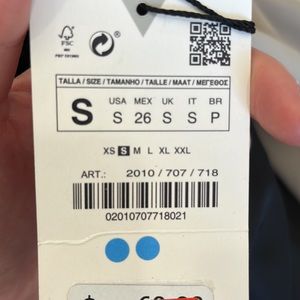 FSC
TALLA / SIZE / TAMANHO / TAILLE / MAAT / ΜΕΓΕΘΟΣ
S
USA MEX UK IT BR
S 26 S S P
XS S M L XL XXL
ART.: 2010 / 707 / 718
02010707718021